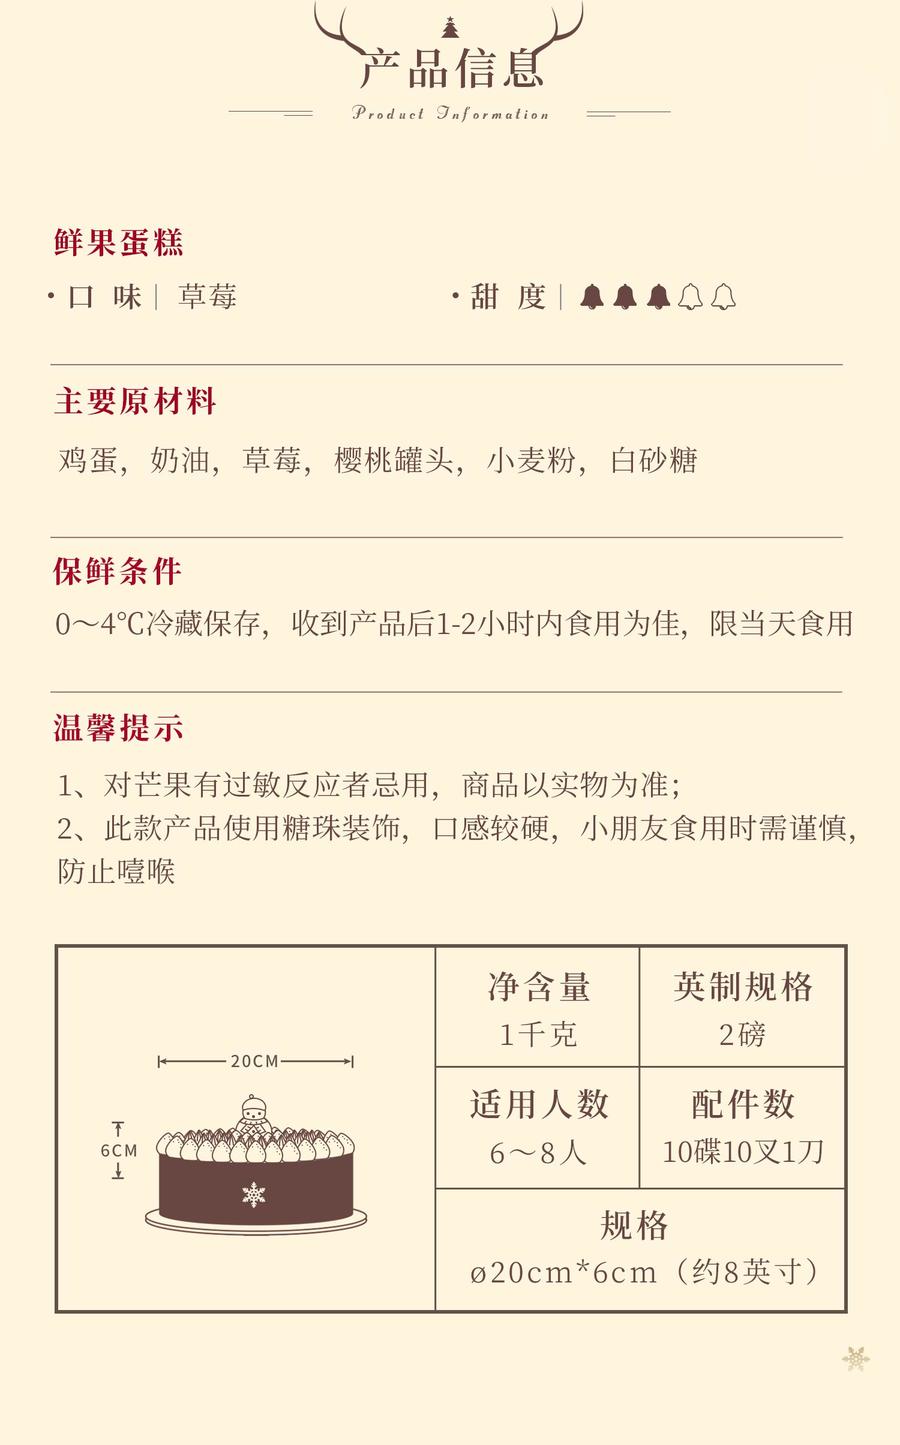 产品信息
Product Information
鲜果蛋糕
·口 味｜ 草莓
·甜 度｜
主要原材料
鸡蛋，奶油，草莓，樱桃罐头，小麦粉，白砂糖
保鲜条件
0～4℃冷藏保存，收到产品后1-2小时内食用为佳，限当天食用
温馨提示
1、对芒果有过敏反应者忌用，商品以实物为准；
2、此款产品使用糖珠装饰，口感较硬，小朋友食用时需谨慎，
防止噎喉
净含量
1千克
英制规格
2磅
20CM
6CM
适用人数
6～8人
配件数
10碟10叉1刀
规格
ø20cm*6cm（约8英寸）